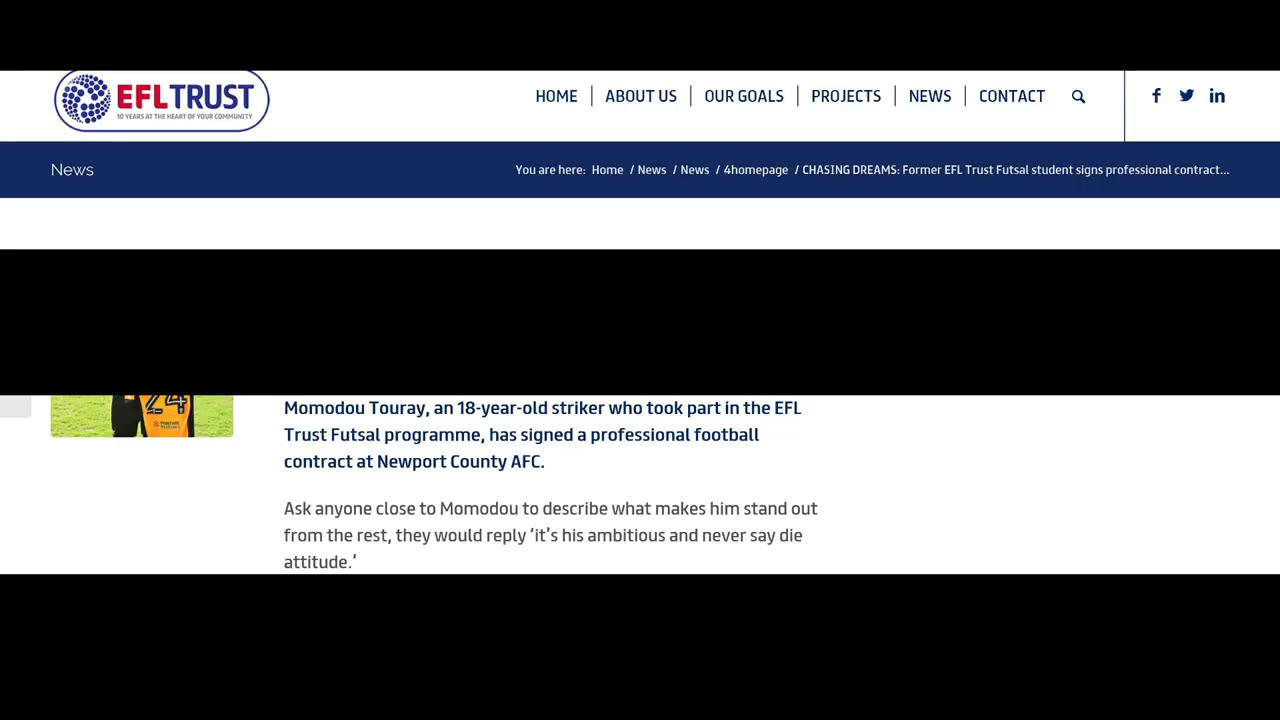 EFL TRUST
10 YEARS AT THE HEART OF YOUR COMMUNITY
HOME
ABOUT US
OUR GOALS
PROJECTS
NEWS
CONTACT
News
You are here: Home / News / News / 4homepage / CHASING DREAMS: Former EFL Trust Futsal student signs professional contract...
24
Momodou Touray, an 18-year-old striker who took part in the EFL
Trust Futsal programme, has signed a professional football
contract at Newport County AFC.
Ask anyone close to Momodou to describe what makes him stand out
from the rest, they would reply ‘it’s his ambitious and never say die
attitude.’